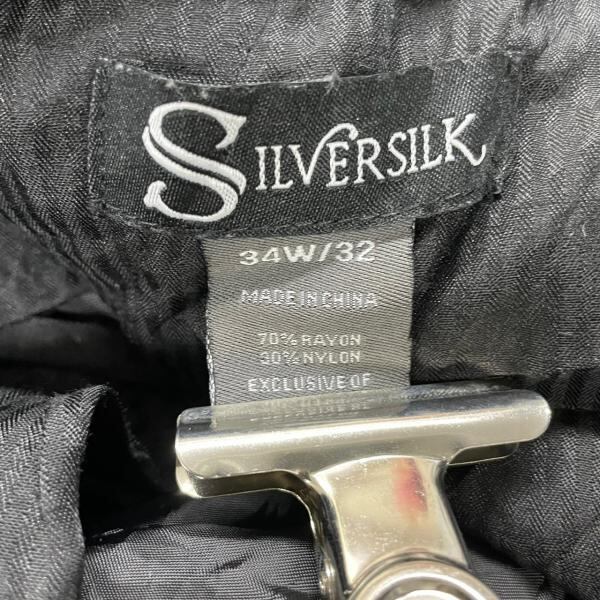 SILVERSILK
34W/32
MADE IN CHINA
70% RAYON
30% NYLON
EXCLUSIVE OF